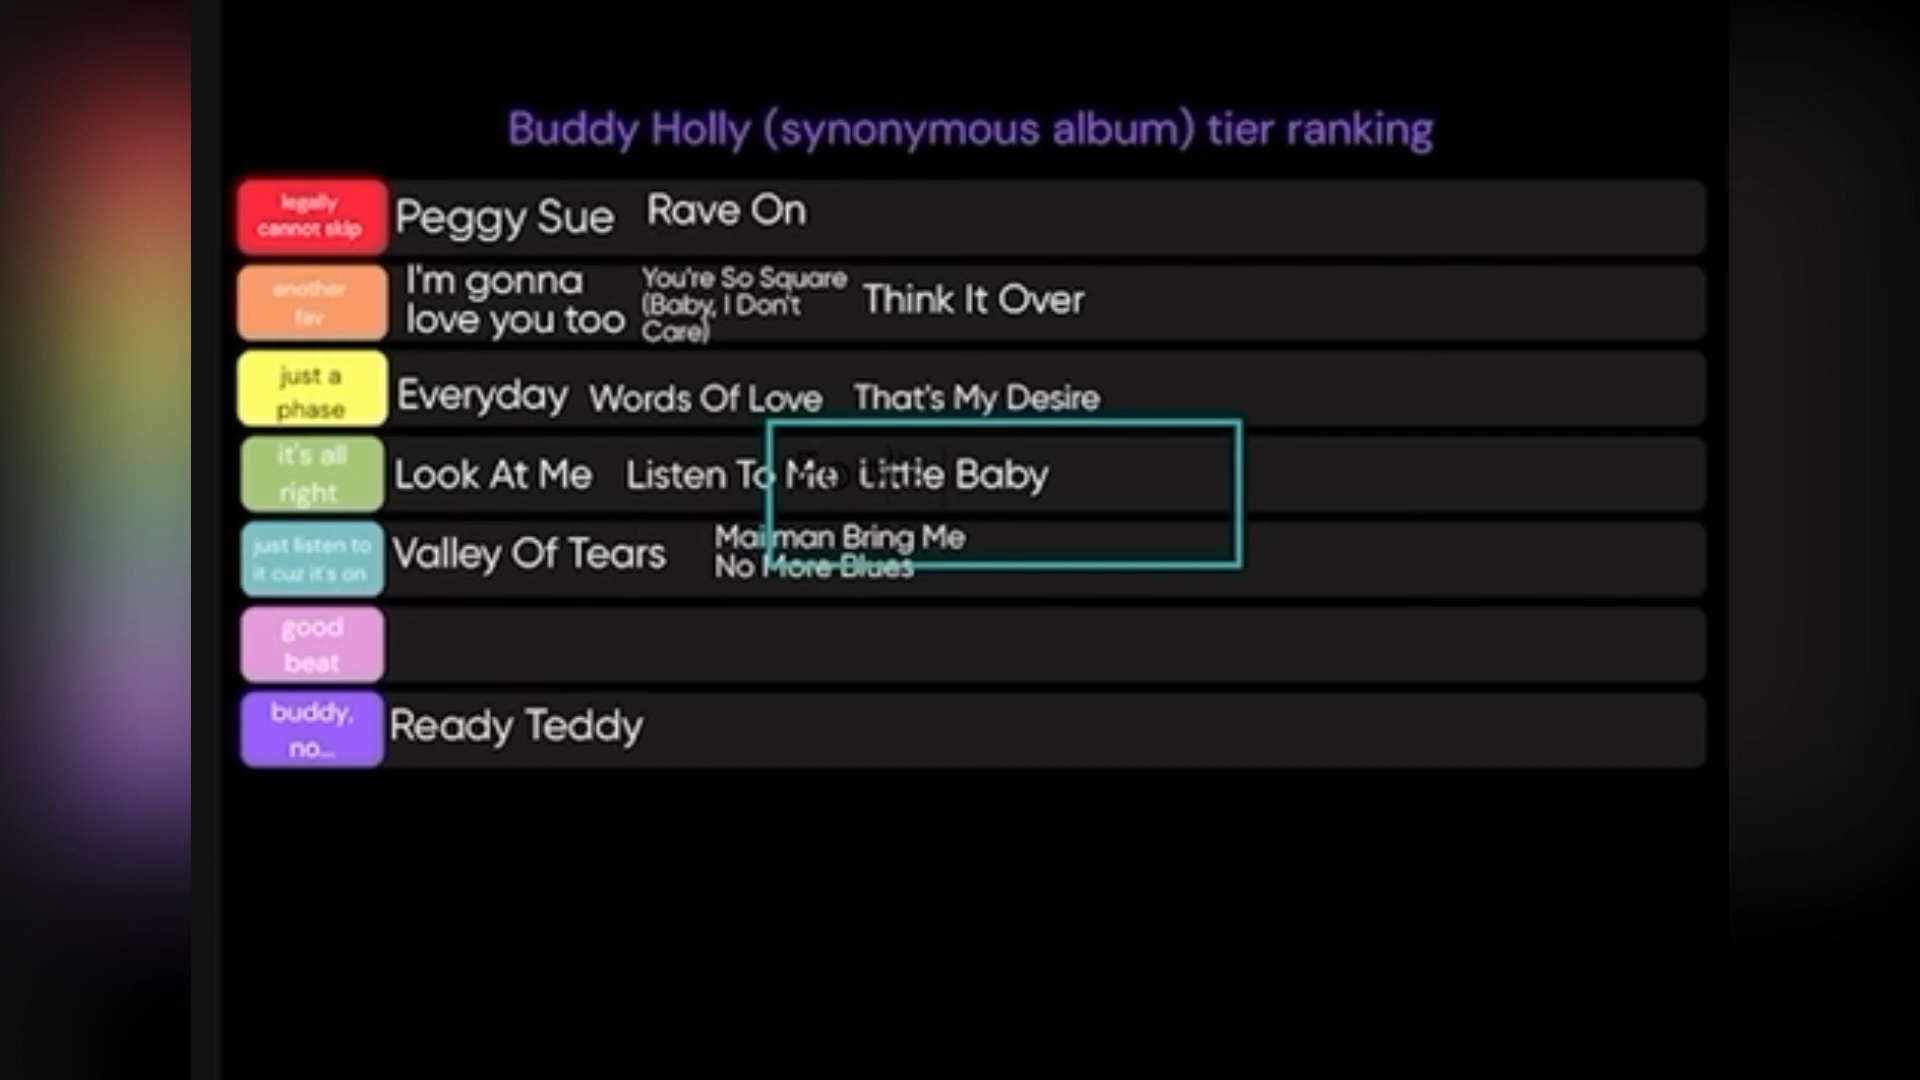 Buddy Holly (synonymous album) tier ranking
legally
cannot skip
Peggy Sue
Rave On
another
fav
I'm gonna
love you too
You're So Square
(Baby, I Don't
Care)
Think It Over
just a
phase
Everyday
Words Of Love
That's My Desire
it's all
right
Look At Me
Listen To Me
Little Baby
just listen to
it cuz it's on
Valley Of Tears
Mailman Bring Me
No More Blues
good
beat
buddy,
no...
Ready Teddy